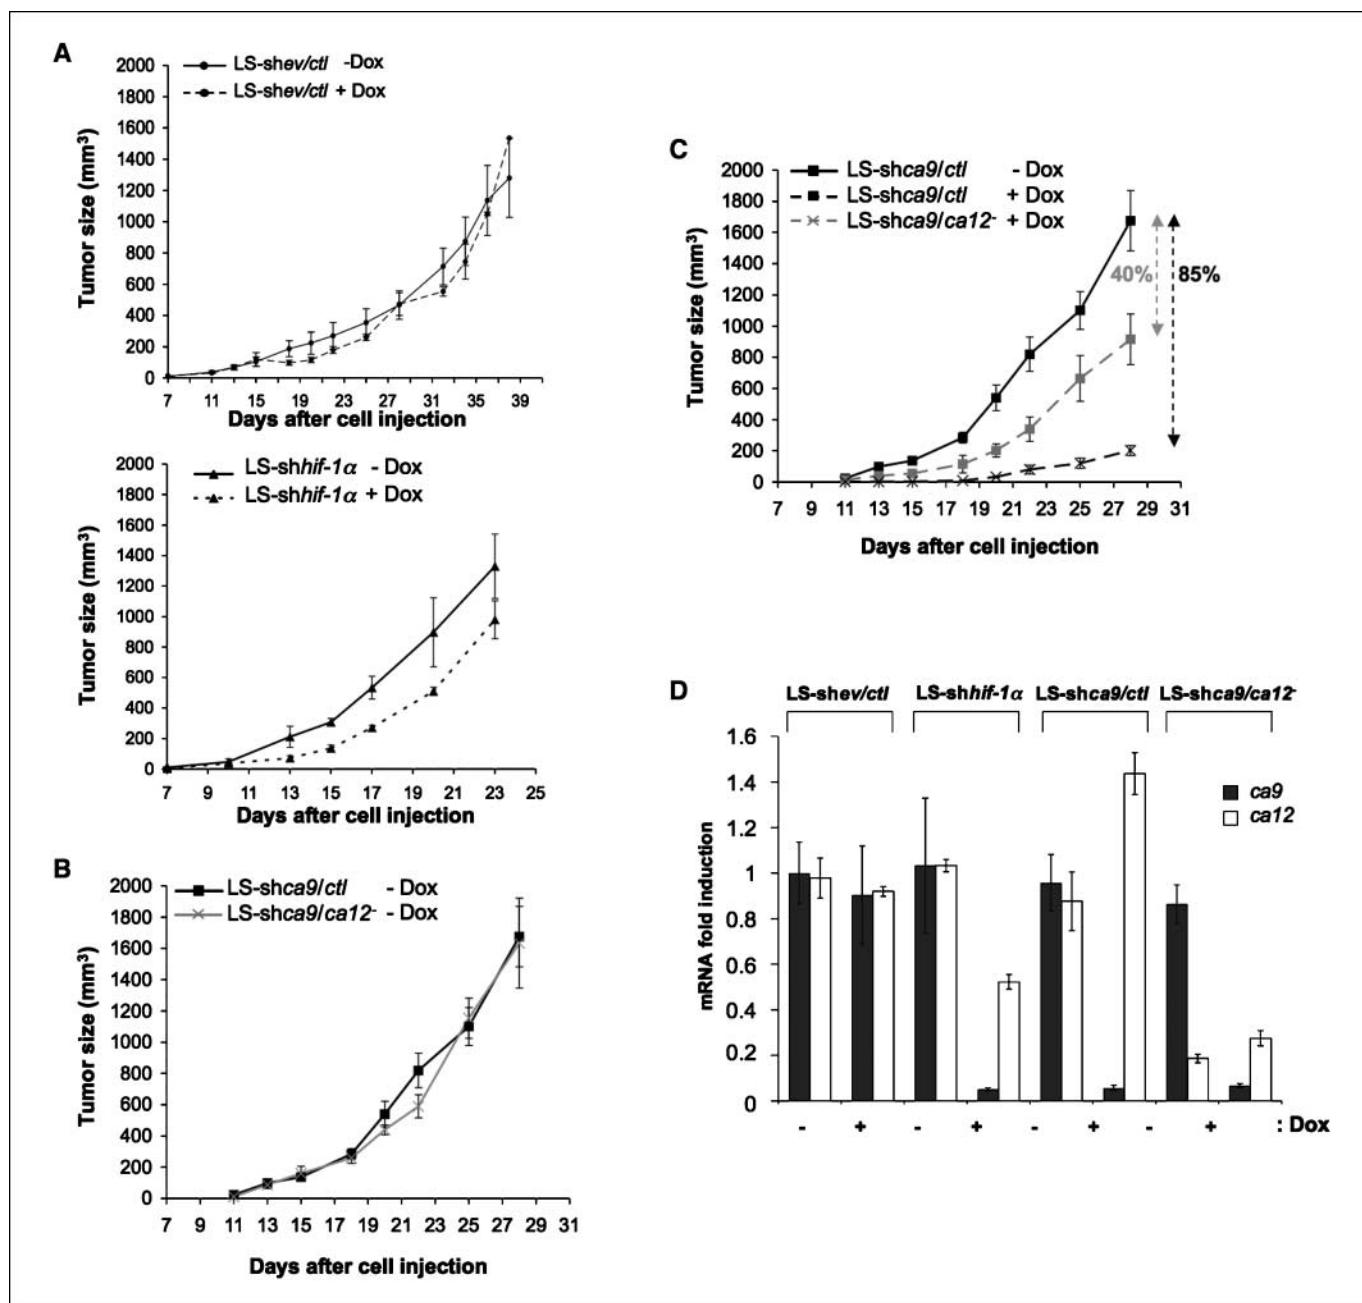 A
LS-shev/ctl -Dox
LS-shev/ctl + Dox
Tumor size (mm³)
2000
1800
1600
1400
1200
1000
800
600
400
200
0
7 11 15 19 23 27 31 35 39
Days after cell injection
LS-shhif-1α - Dox
LS-shhif-1α + Dox
Tumor size (mm³)
2000
1800
1600
1400
1200
1000
800
600
400
200
0
7 9 11 13 15 17 19 21 23 25
Days after cell injection
B
LS-shca9/ctl - Dox
LS-shca9/ca12⁻ - Dox
Tumor size (mm³)
2000
1800
1600
1400
1200
1000
800
600
400
200
0
7 9 11 13 15 17 19 21 23 25 27 29 31
Days after cell injection
C
LS-shca9/ctl - Dox
LS-shca9/ctl + Dox
LS-shca9/ca12⁻ + Dox
Tumor size (mm³)
2000
1800
1600
1400
1200
1000
800
600
400
200
0
40% 85%
7 9 11 13 15 17 19 21 23 25 27 29 31
Days after cell injection
D
LS-shev/ctl LS-shhif-1α LS-shca9/ctl LS-shca9/ca12⁻
mRNA fold induction
1.6
1.4
1.2
1
0.8
0.6
0.4
0.2
0
ca9
ca12
- + - + - + - + : Dox